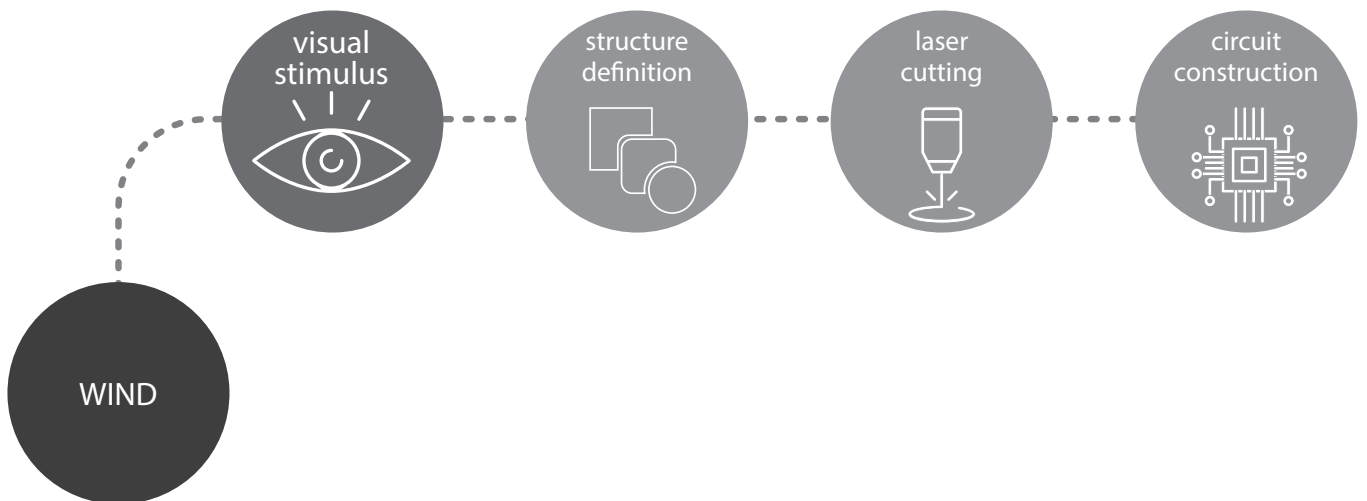 visual
stimulus
structure
definition
laser
cutting
circuit
construction
WIND